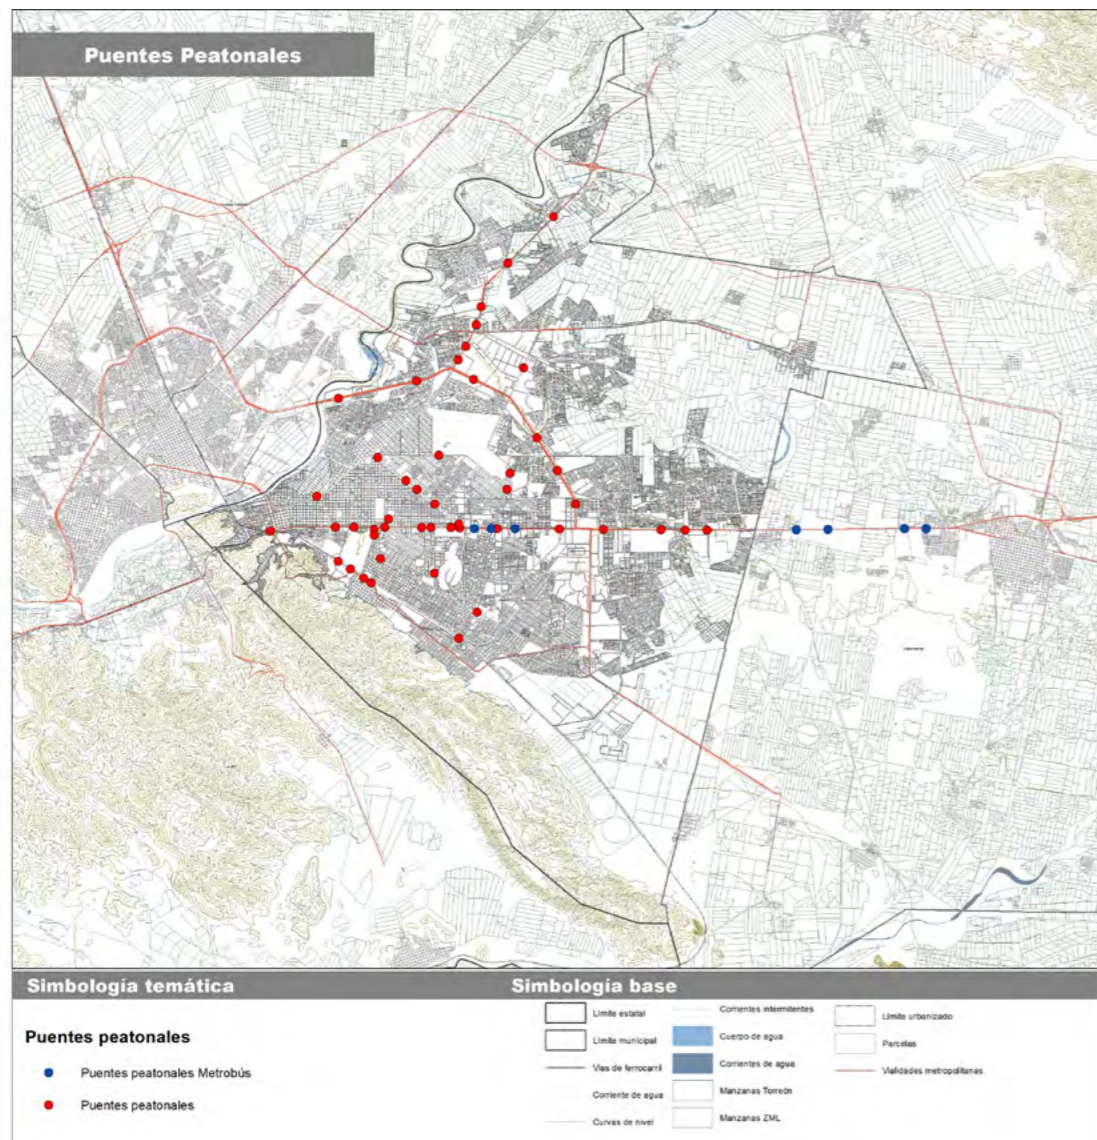 Puentes Peatonales
Simbología temática
Puentes peatonales
Puentes peatonales Metrobús
Puentes peatonales
Simbología base
Límite estatal
Límite municipal
Vías de ferrocarril
Corriente de agua
Curvas de nivel
Corrientes intermitentes
Cuerpo de agua
Corrientes de agua
Manzanas Torreón
Manzanas ZML
Límite urbanizado
Parcelas
Vialidades metropolitanas